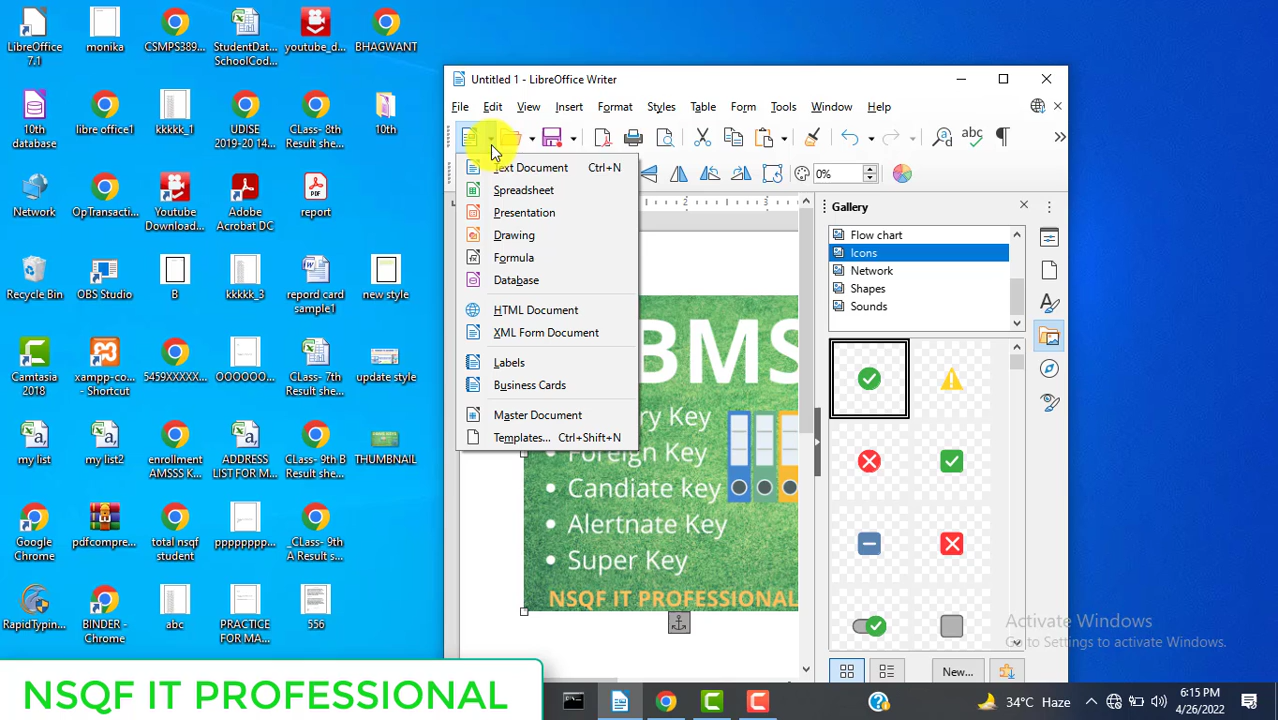 LibreOffice 7.1
monika
CSMPS389...
StudentDat... SchoolCod...
youtube_d...
BHAGWANT
10th database
libre office1
kkkkk_1
UDISE 2019-20 14...
CLass- 8th Result she...
10th
Network
OpTransacti...
Youtube Download...
Adobe Acrobat DC
report
Recycle Bin
OBS Studio
B
kkkkk_3
repord card sample1
new style
Camtasia 2018
xampp-co... - Shortcut
5459XXXXX...
OOOOOO...
CLass- 7th Result she...
update style
my list
my list2
enrollment AMSSS K...
ADDRESS LIST FOR M...
CLass- 9th B Result she...
THUMBNAIL
Google Chrome
pdfcompre...
total nsqf student
pppppppp...
_CLass- 9th A Result s...
RapidTypin...
BINDER - Chrome
abc
PRACTICE FOR MA...
556
Untitled 1 - LibreOffice Writer
File Edit View Insert Format Styles Table Form Tools Window Help
0%
Text Document Ctrl+N
Spreadsheet
Presentation
Drawing
Formula
Database
HTML Document
XML Form Document
Labels
Business Cards
Master Document
Templates... Ctrl+Shift+N
2 3
BMS
Key
Foreign Key
Candiate key
Alertnate Key
Super Key
NSQF IT PROFESSIONAL
Gallery
Flow chart
Icons
Network
Shapes
Sounds
New...
Activate Windows
Go to Settings to activate Windows.
NSQF IT PROFESSIONAL
34°C Haze
6:15 PM
4/26/2022